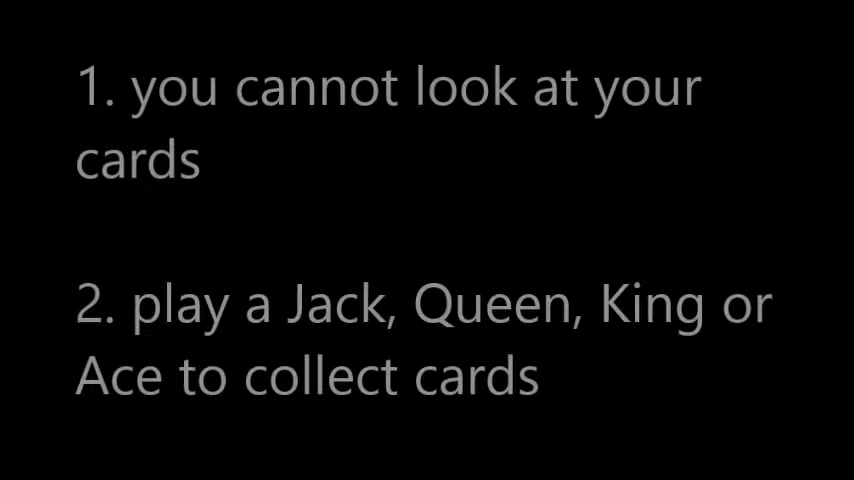 1. you cannot look at your
cards
2. play a Jack, Queen, King or
Ace to collect cards